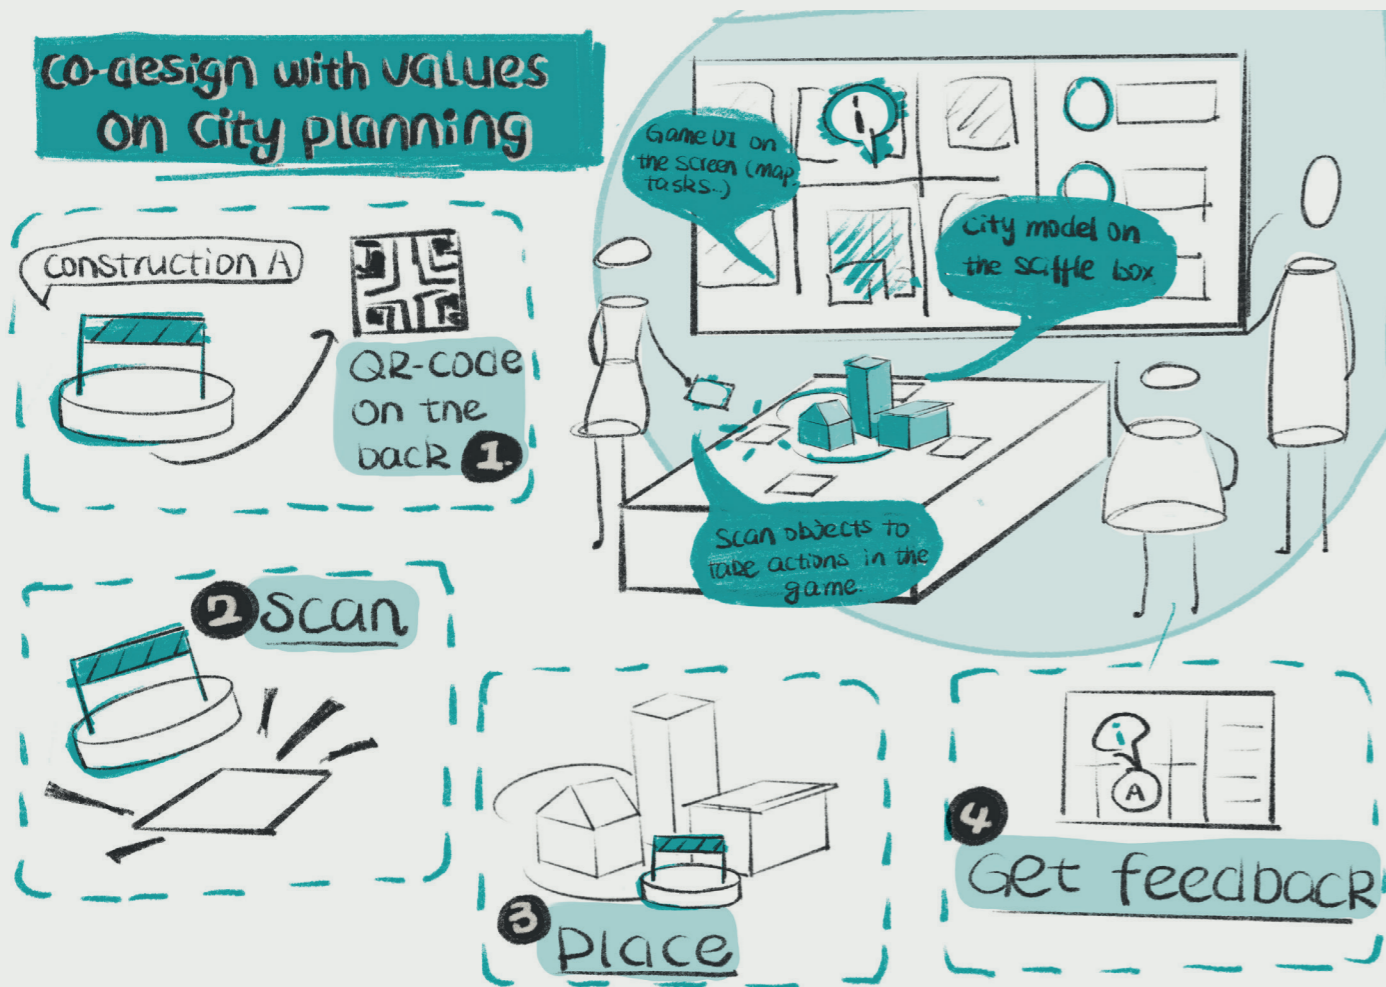 co-design with values
on city planning
Game UI on
the screen (map,
tasks..)
city model on
the saffle box
scan objects to
take actions in the
game.
construction A
QR-code
on the
back 1.
2 scan
3
place
i
A
4
Get feedback